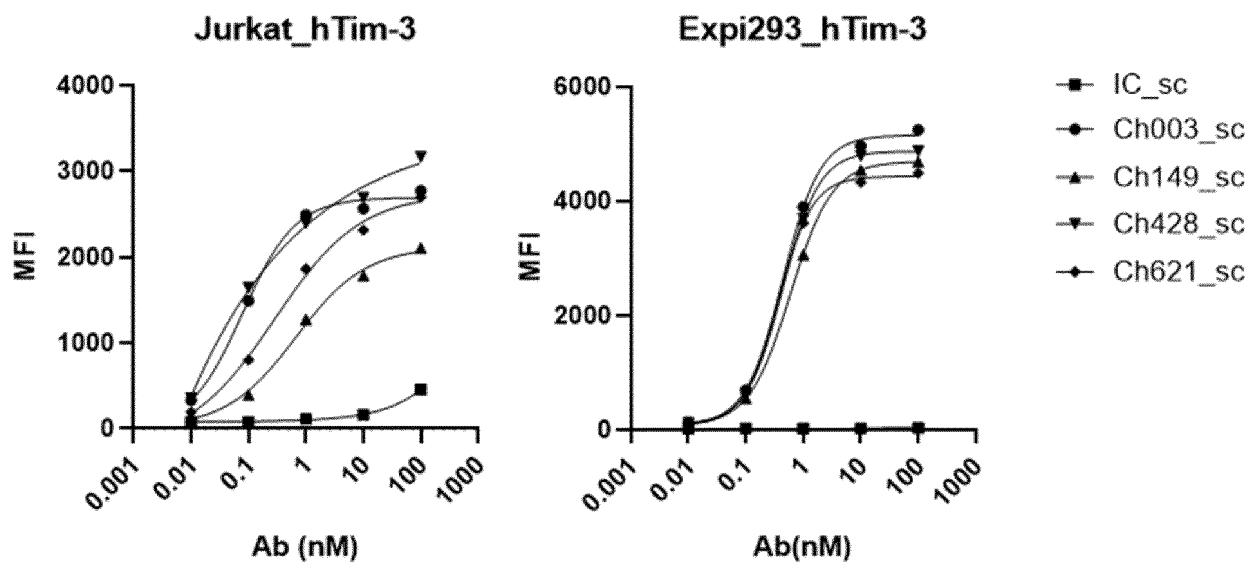 Jurkat_hTim-3
4000
3000
2000
1000
0
MFI
0.001
0.01
0.1
1
10
100
1000
Ab (nM)
Expi293_hTim-3
6000
4000
2000
0
MFI
0.001
0.01
0.1
1
10
100
1000
Ab(nM)
IC_sc
Ch003_sc
Ch149_sc
Ch428_sc
Ch621_sc